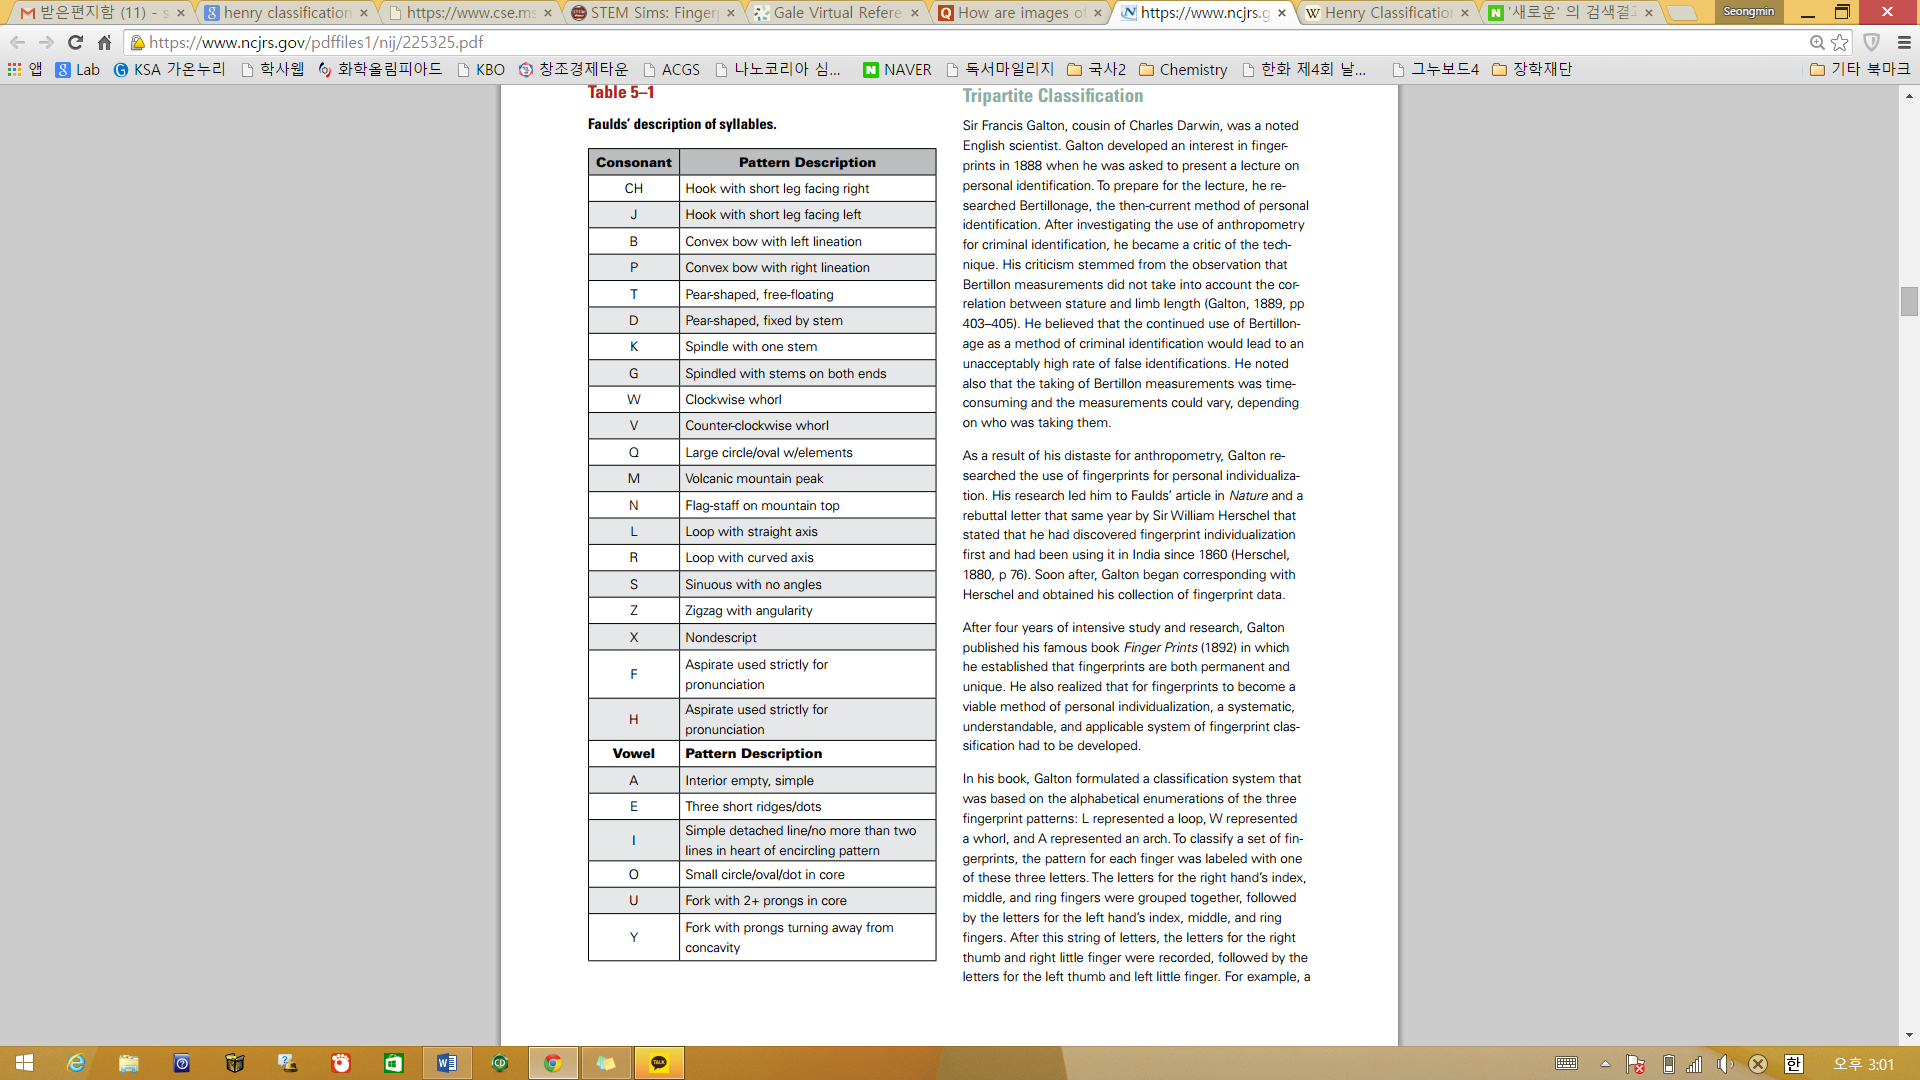 받은편지함 (11) - s
henry classification
https://www.cse.ms
STEM Sims: Finger
Gale Virtual Refere
How are images of
https://www.ncjrs.g
Henry Classificatio
'새로운' 의 검색결
Seongmin
https://www.ncjrs.gov/pdffiles1/nij/225325.pdf
앱 Lab KSA 가온누리 학사웹 화학올림피아드 KBO 창조경제타운 ACGS 나노코리아 심... NAVER 독서마일리지 국사2 Chemistry 한화 제4회 날... 그누보드4 장학재단 기타 북마크
Table 5–1
Faulds’ description of syllables.
Consonant Pattern Description
CH Hook with short leg facing right
J Hook with short leg facing left
B Convex bow with left lineation
P Convex bow with right lineation
T Pear-shaped, free-floating
D Pear-shaped, fixed by stem
K Spindle with one stem
G Spindled with stems on both ends
W Clockwise whorl
V Counter-clockwise whorl
Q Large circle/oval w/elements
M Volcanic mountain peak
N Flag-staff on mountain top
L Loop with straight axis
R Loop with curved axis
S Sinuous with no angles
Z Zigzag with angularity
X Nondescript
F Aspirate used strictly for
pronunciation
H Aspirate used strictly for
pronunciation
Vowel Pattern Description
A Interior empty, simple
E Three short ridges/dots
I Simple detached line/no more than two
lines in heart of encircling pattern
O Small circle/oval/dot in core
U Fork with 2+ prongs in core
Y Fork with prongs turning away from
concavity
Tripartite Classification
Sir Francis Galton, cousin of Charles Darwin, was a noted
English scientist. Galton developed an interest in finger-
prints in 1888 when he was asked to present a lecture on
personal identification. To prepare for the lecture, he re-
searched Bertillonage, the then-current method of personal
identification. After investigating the use of anthropometry
for criminal identification, he became a critic of the tech-
nique. His criticism stemmed from the observation that
Bertillon measurements did not take into account the cor-
relation between stature and limb length (Galton, 1889, pp
403–405). He believed that the continued use of Bertillon-
age as a method of criminal identification would lead to an
unacceptably high rate of false identifications. He noted
also that the taking of Bertillon measurements was time-
consuming and the measurements could vary, depending
on who was taking them.
As a result of his distaste for anthropometry, Galton re-
searched the use of fingerprints for personal individualiza-
tion. His research led him to Faulds’ article in Nature and a
rebuttal letter that same year by Sir William Herschel that
stated that he had discovered fingerprint individualization
first and had been using it in India since 1860 (Herschel,
1880, p 76). Soon after, Galton began corresponding with
Herschel and obtained his collection of fingerprint data.
After four years of intensive study and research, Galton
published his famous book Finger Prints (1892) in which
he established that fingerprints are both permanent and
unique. He also realized that for fingerprints to become a
viable method of personal individualization, a systematic,
understandable, and applicable system of fingerprint clas-
sification had to be developed.
In his book, Galton formulated a classification system that
was based on the alphabetical enumerations of the three
fingerprint patterns: L represented a loop, W represented
a whorl, and A represented an arch. To classify a set of fin-
gerprints, the pattern for each finger was labeled with one
of these three letters. The letters for the right hand’s index,
middle, and ring fingers were grouped together, followed
by the letters for the left hand’s index, middle, and ring
fingers. After this string of letters, the letters for the right
thumb and right little finger were recorded, followed by the
letters for the left thumb and left little finger. For example, a
한
오후 3:01